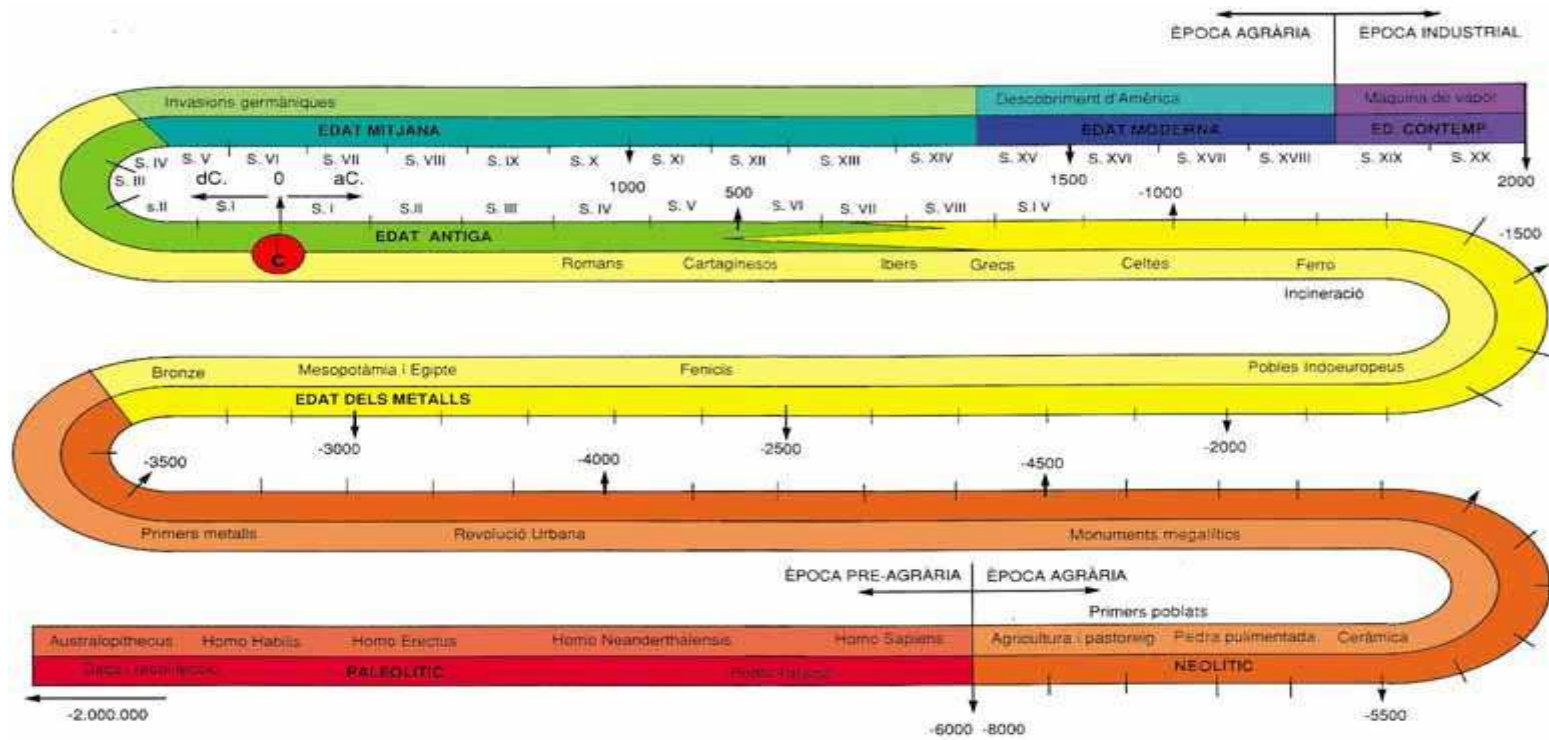 ÈPOCA AGRÀRIA ÈPOCA INDUSTRIAL
Invasions germàniques Descobriment d'Amèrica Màquina de vapor
EDAT MITJANA EDAT MODERNA ED. CONTEMP.
S. III S. IV S. V S. VI S. VII S. VIII S. IX S. X S. XI S. XII S. XIII S. XIV S. XV S. XVI S. XVII S. XVIII S. XIX S. XX
dC. 0 aC. 1000 500 1500 -1000 2000
s.II S.I S. I S.II S. III S. IV S. V S. VI S. VII S. VIII S.I V
EDAT ANTIGA -1500
C Romans Cartaginesos Ibers Grecs Celtes Ferro
Incineració
Bronze Mesopotàmia i Egipte Fenicis Pobles Indoeuropeus
EDAT DELS METALLS
-3500 -3000 -4000 -2500 -4500 -2000
Primers metalls Revolució Urbana Monuments megalítics
ÈPOCA PRE-AGRÀRIA ÈPOCA AGRÀRIA
Primers poblats
Australopithecus Homo Habilis Homo Erectus Homo Neanderthalensis Homo Sapiens Agricultura i pastoreig Pedra pulimentada Ceràmica
Caça i recol·lecció PALEOLÍTIC Pedra Tallada NEOLÍTIC
-2.000.000 -6000 -8000 -5500